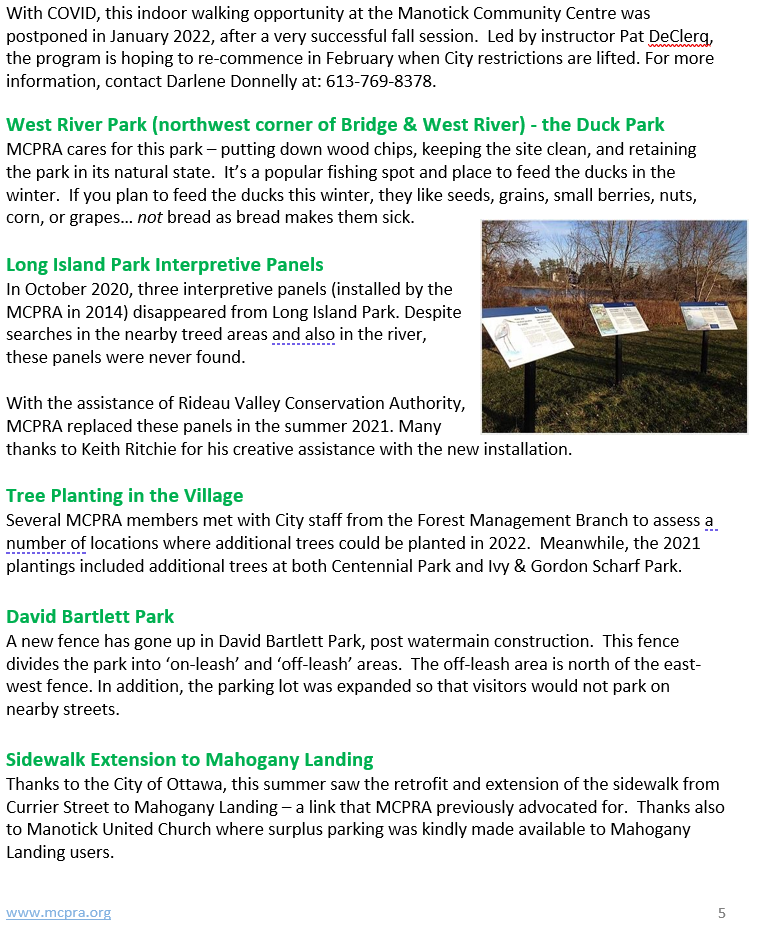 With COVID, this indoor walking opportunity at the Manotick Community Centre was
postponed in January 2022, after a very successful fall session.  Led by instructor Pat DeClerq,
the program is hoping to re-commence in February when City restrictions are lifted. For more
information, contact Darlene Donnelly at: 613-769-8378.
West River Park (northwest corner of Bridge & West River) - the Duck Park
MCPRA cares for this park – putting down wood chips, keeping the site clean, and retaining
the park in its natural state.  It’s a popular fishing spot and place to feed the ducks in the
winter.  If you plan to feed the ducks this winter, they like seeds, grains, small berries, nuts,
corn, or grapes… not bread as bread makes them sick.
Long Island Park Interpretive Panels
In October 2020, three interpretive panels (installed by the
MCPRA in 2014) disappeared from Long Island Park. Despite
searches in the nearby treed areas and also in the river,
these panels were never found.
With the assistance of Rideau Valley Conservation Authority,
MCPRA replaced these panels in the summer 2021. Many
thanks to Keith Ritchie for his creative assistance with the new installation.
Tree Planting in the Village
Several MCPRA members met with City staff from the Forest Management Branch to assess a
number of locations where additional trees could be planted in 2022.  Meanwhile, the 2021
plantings included additional trees at both Centennial Park and Ivy & Gordon Scharf Park.
David Bartlett Park
A new fence has gone up in David Bartlett Park, post watermain construction.  This fence
divides the park into ‘on-leash’ and ‘off-leash’ areas.  The off-leash area is north of the east-
west fence. In addition, the parking lot was expanded so that visitors would not park on
nearby streets.
Sidewalk Extension to Mahogany Landing
Thanks to the City of Ottawa, this summer saw the retrofit and extension of the sidewalk from
Currier Street to Mahogany Landing – a link that MCPRA previously advocated for.  Thanks also
to Manotick United Church where surplus parking was kindly made available to Mahogany
Landing users.
www.mcpra.org 5